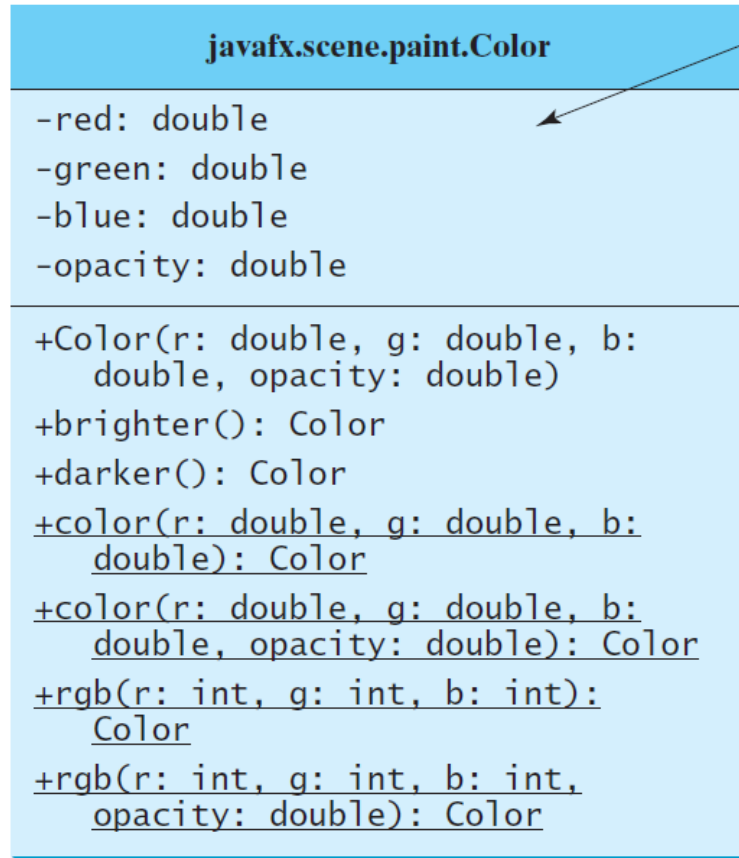 javafx.scene.paint.Color
-red: double
-green: double
-blue: double
-opacity: double
+Color(r: double, g: double, b:
double, opacity: double)
+brighter(): Color
+darker(): Color
+color(r: double, g: double, b:
double): Color
+color(r: double, g: double, b:
double, opacity: double): Color
+rgb(r: int, g: int, b: int):
Color
+rgb(r: int, g: int, b: int,
opacity: double): Color